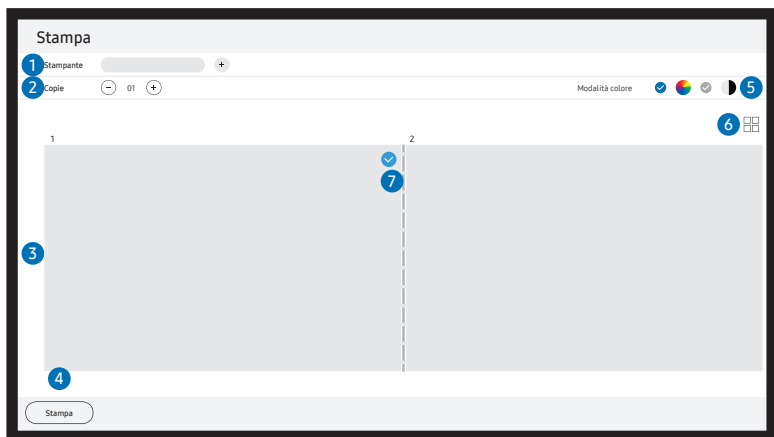 Stampa
1 Stampante +
2 Copie − 01 + Modalità colore 5
6
1 2
7
3
4
Stampa